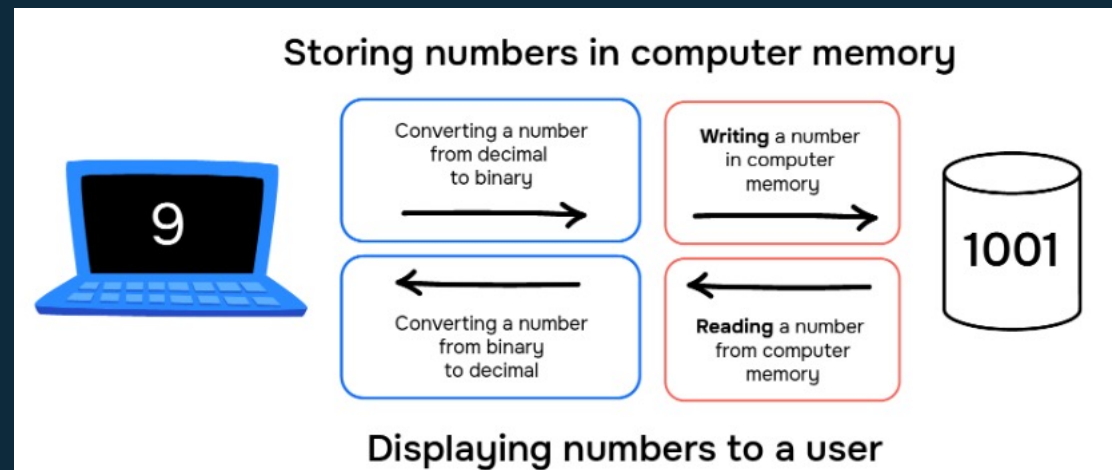 Storing numbers in computer memory
9
Converting a number
from decimal
to binary
Writing a number
in computer
memory
1001
Converting a number
from binary
to decimal
Reading a number
from computer
memory
Displaying numbers to a user